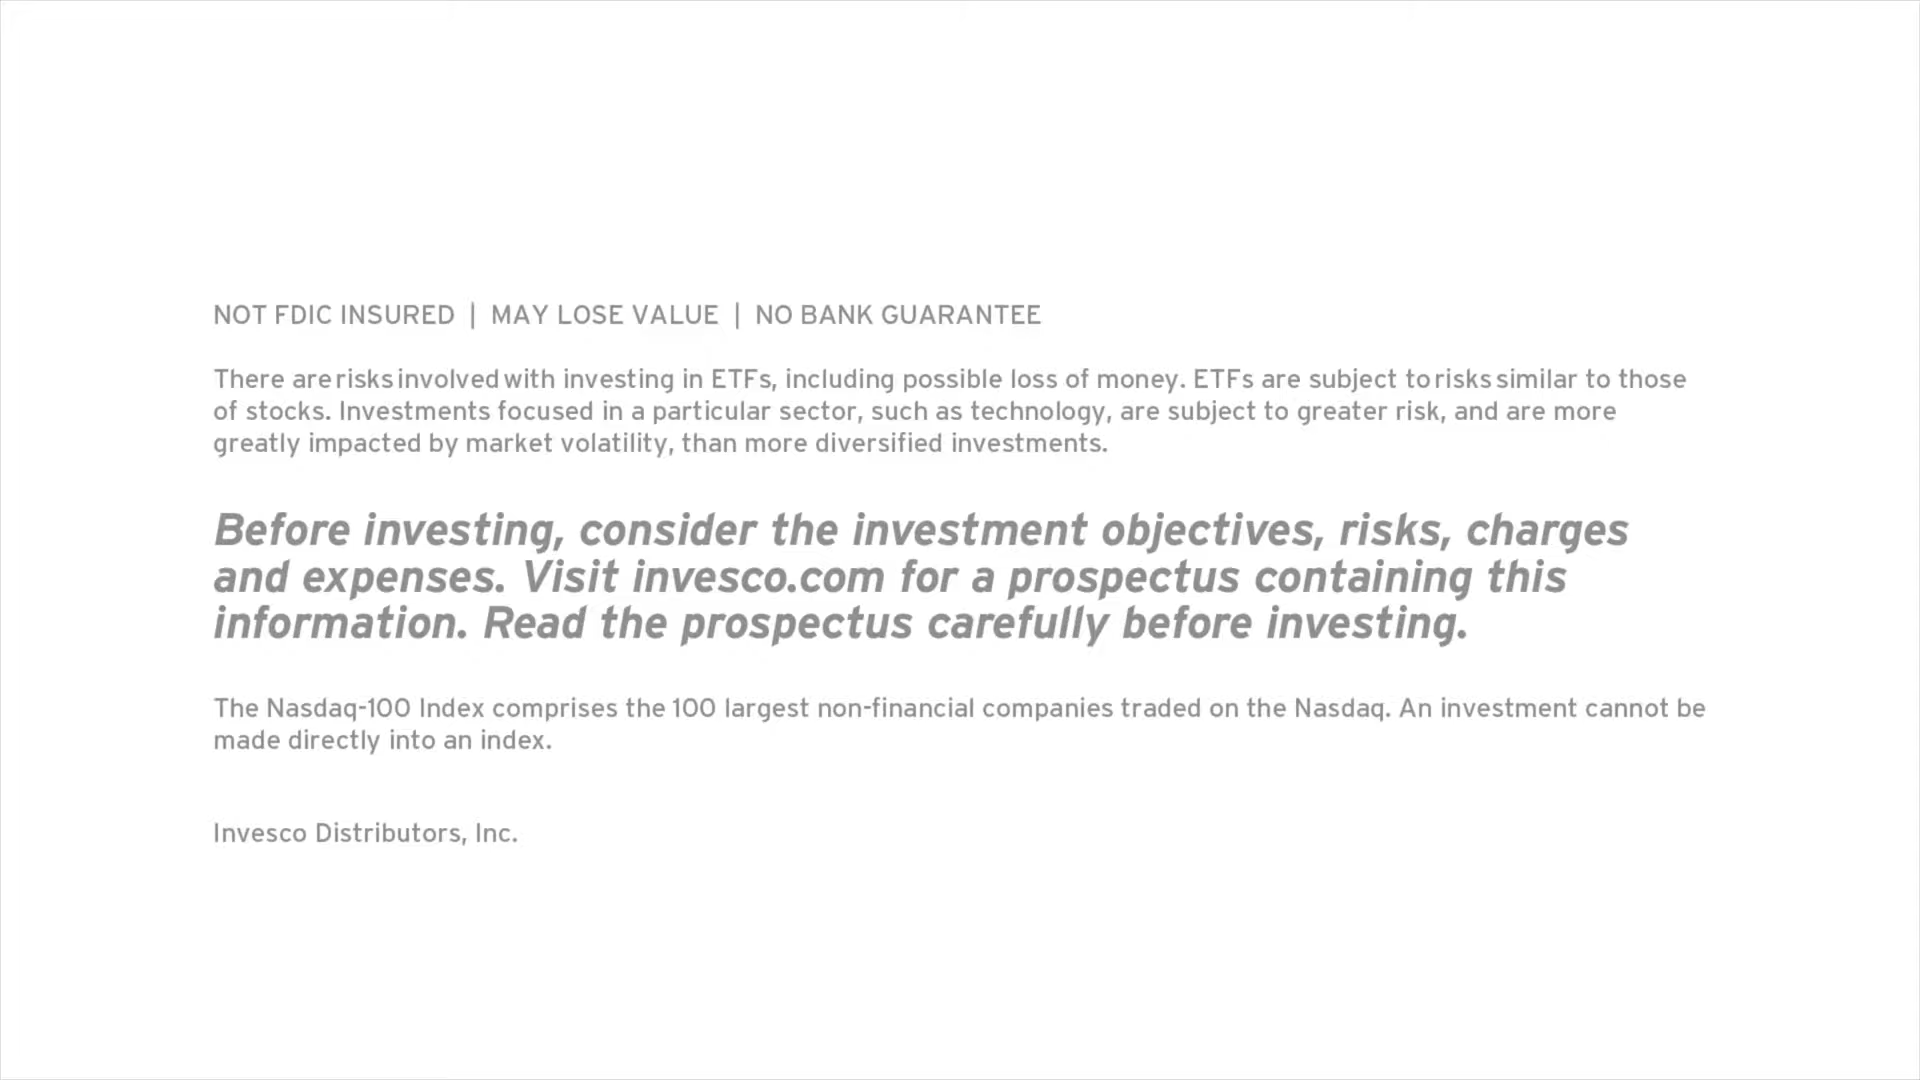 NOT FDIC INSURED | MAY LOSE VALUE | NO BANK GUARANTEE
There are risks involved with investing in ETFs, including possible loss of money. ETFs are subject to risks similar to those
of stocks. Investments focused in a particular sector, such as technology, are subject to greater risk, and are more
greatly impacted by market volatility, than more diversified investments.
Before investing, consider the investment objectives, risks, charges
and expenses. Visit invesco.com for a prospectus containing this
information. Read the prospectus carefully before investing.
The Nasdaq-100 Index comprises the 100 largest non-financial companies traded on the Nasdaq. An investment cannot be
made directly into an index.
Invesco Distributors, Inc.